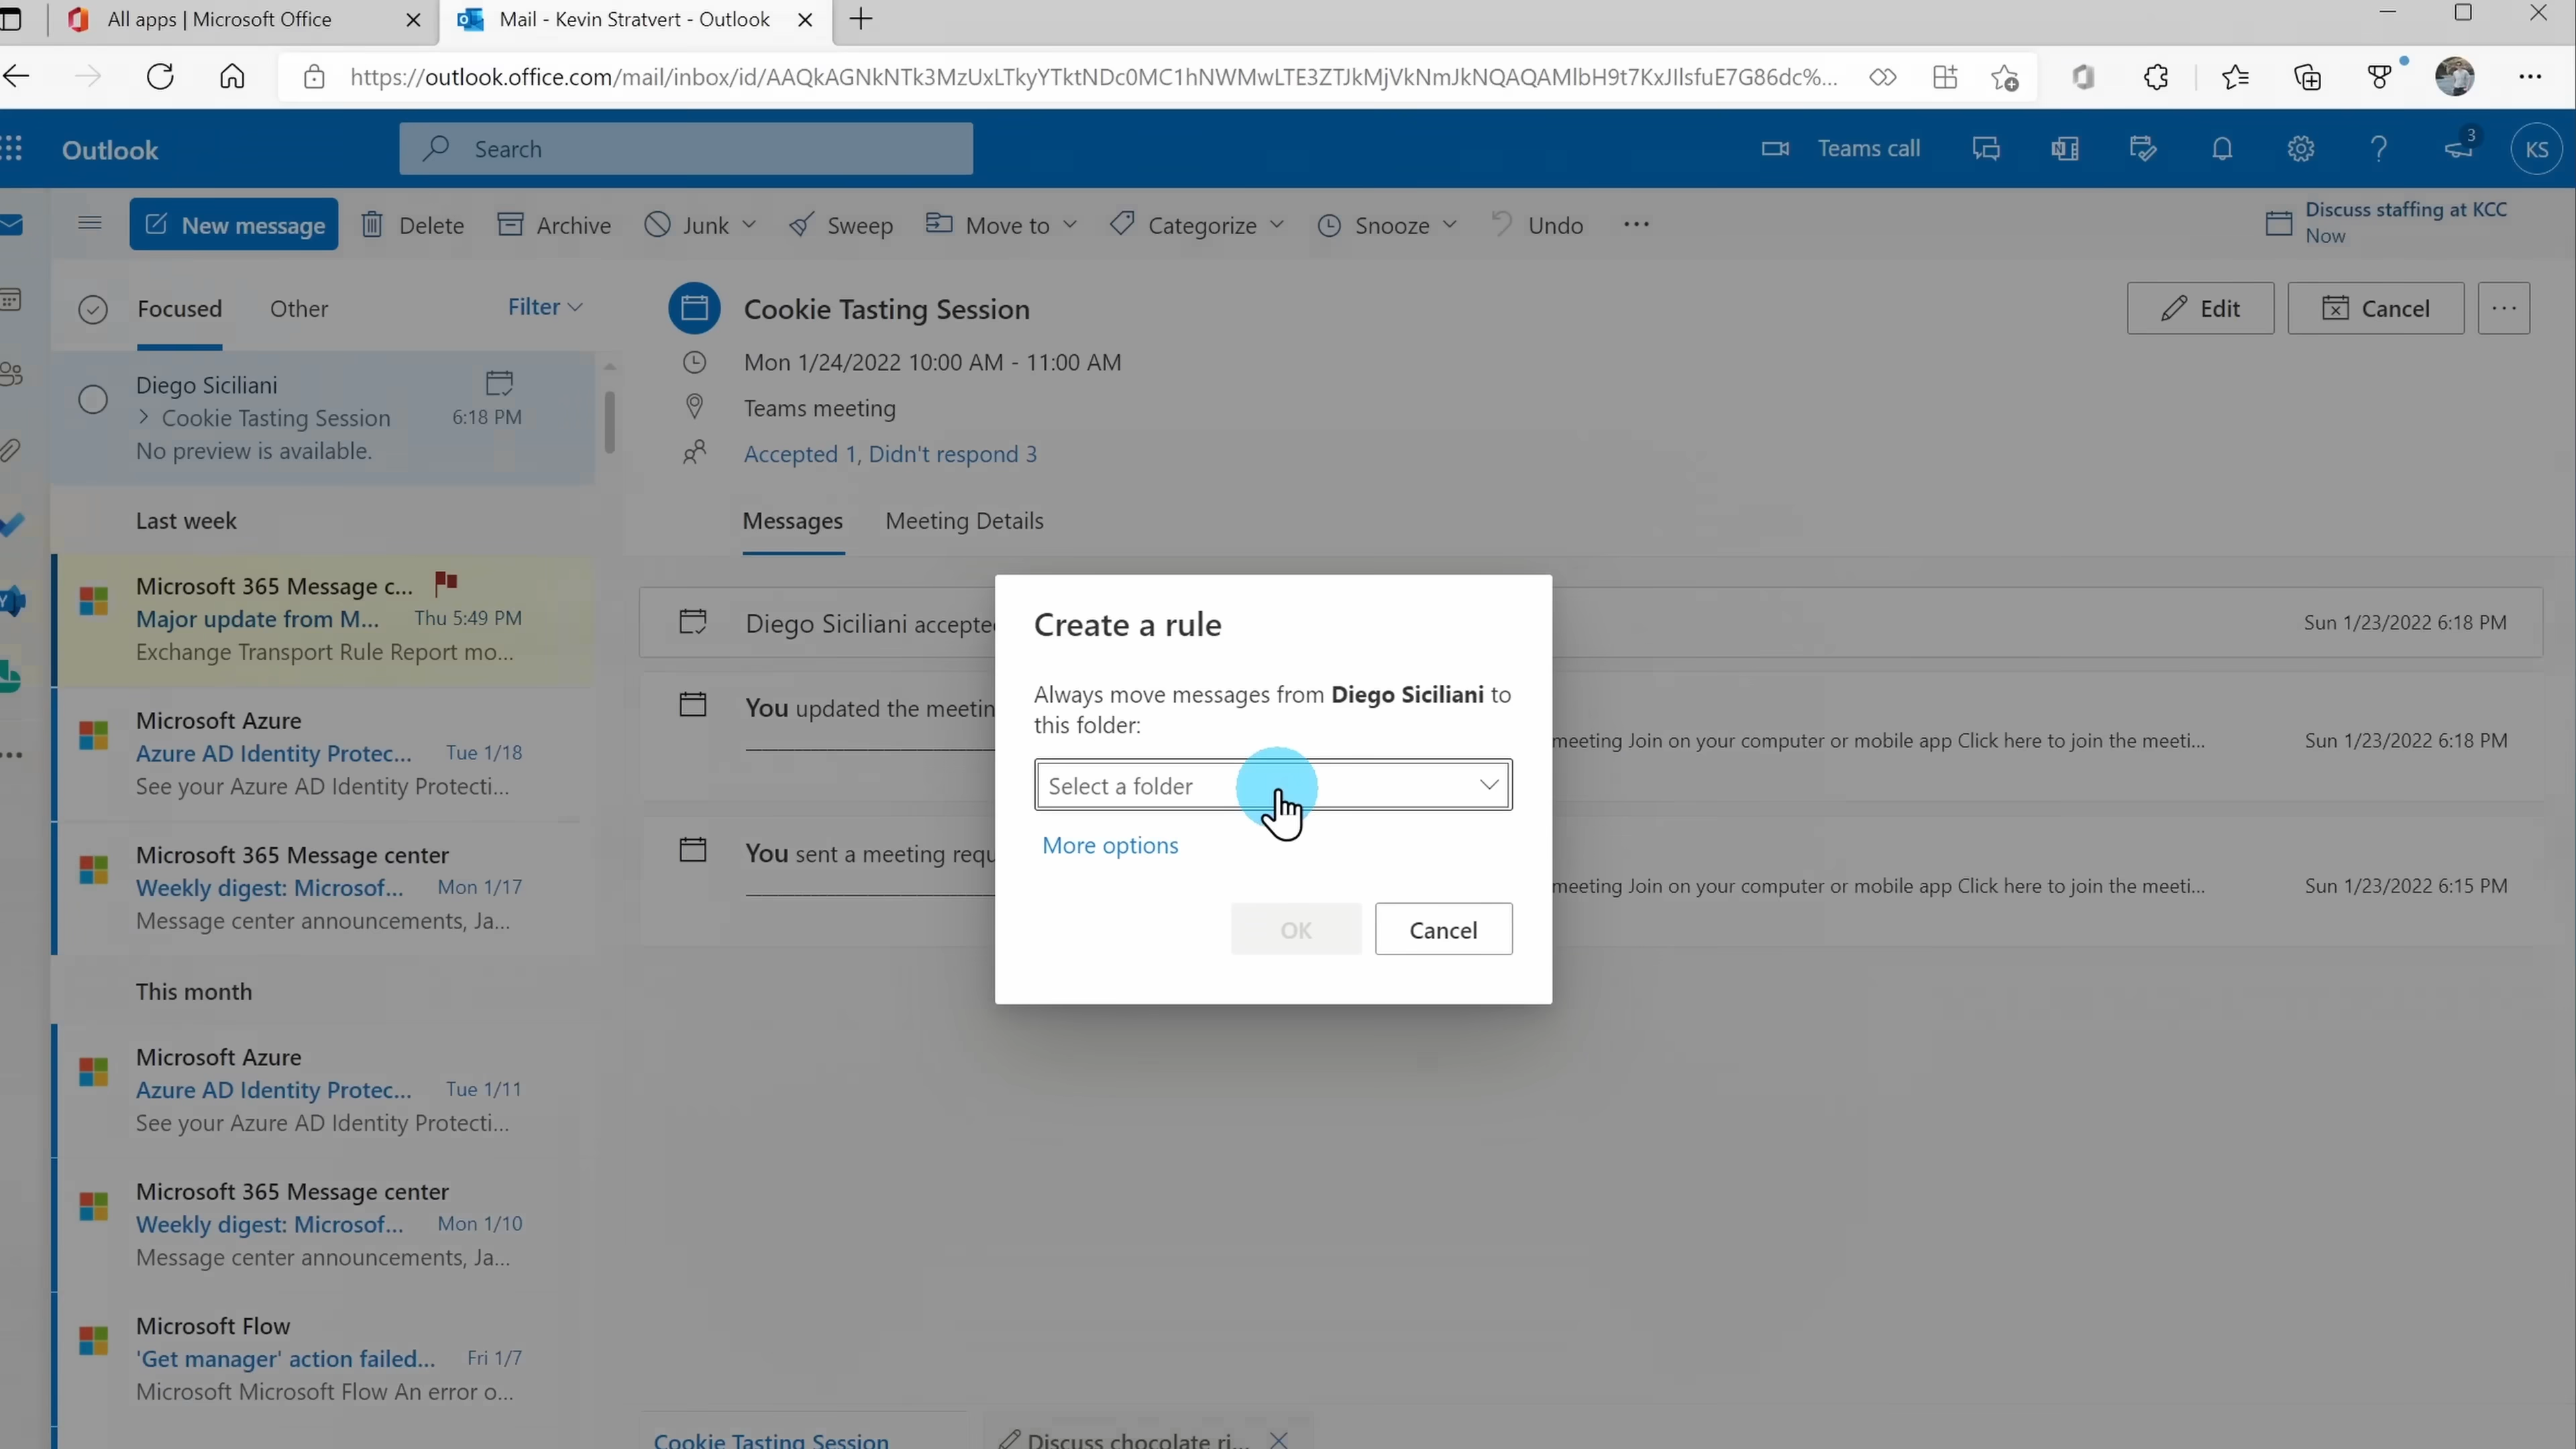 All apps | Microsoft Office
Mail - Kevin Stratvert - Outlook
https://outlook.office.com/mail/inbox/id/AAQkAGNkNTk3MzUxLTkyYTktNDc0MC1hNWMwLTE3ZTJkMjVkNmJkNQAQAMlbH9t7KxJIlsfuE7G86dc%...
Outlook
Search
Teams call
3
KS
New message
Delete
Archive
Junk
Sweep
Move to
Categorize
Snooze
Undo
Discuss staffing at KCC
Now
Focused
Other
Filter
Diego Siciliani
Cookie Tasting Session 6:18 PM
No preview is available.
Last week
Microsoft 365 Message c...
Major update from M... Thu 5:49 PM
Exchange Transport Rule Report mo...
Microsoft Azure
Azure AD Identity Protec... Tue 1/18
See your Azure AD Identity Protecti...
Microsoft 365 Message center
Weekly digest: Microsof... Mon 1/17
Message center announcements, Ja...
This month
Microsoft Azure
Azure AD Identity Protec... Tue 1/11
See your Azure AD Identity Protecti...
Microsoft 365 Message center
Weekly digest: Microsof... Mon 1/10
Message center announcements, Ja...
Microsoft Flow
'Get manager' action failed... Fri 1/7
Microsoft Microsoft Flow An error o...
Cookie Tasting Session
Edit
Cancel
Mon 1/24/2022 10:00 AM - 11:00 AM
Teams meeting
Accepted 1, Didn't respond 3
Messages
Meeting Details
Diego Siciliani accepte
Sun 1/23/2022 6:18 PM
You updated the meetin
meeting Join on your computer or mobile app Click here to join the meeti...
Sun 1/23/2022 6:18 PM
You sent a meeting requ
meeting Join on your computer or mobile app Click here to join the meeti...
Sun 1/23/2022 6:15 PM
Create a rule
Always move messages from Diego Siciliani to
this folder:
Select a folder
More options
OK
Cancel
Cookie Tasting Session
Discuss chocolate ri...